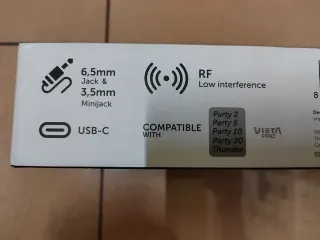 6,5mm
Jack &
3,5mm
Minijack
RF
Low interference
USB-C
COMPATIBLE
WITH
Party 2
Party 5
Party 10
Party 20
Thunder
VIETA
PRO
8